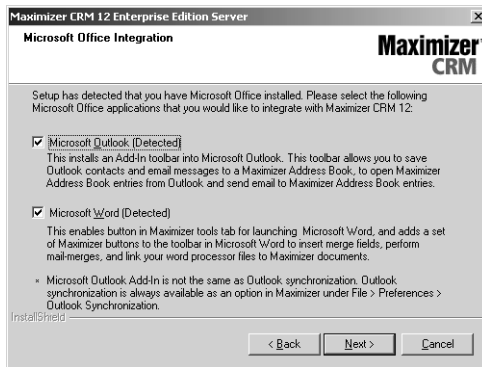 Maximizer CRM 12 Enterprise Edition Server
Microsoft Office Integration
Maximizer
CRM
Setup has detected that you have Microsoft Office installed. Please select the following
Microsoft Office applications that you would like to integrate with Maximizer CRM 12:
Microsoft Outlook (Detected)
This installs an Add-In toolbar into Microsoft Outlook. This toolbar allows you to save
Outlook contacts and email messages to a Maximizer Address Book, to open Maximizer
Address Book entries from Outlook and send email to Maximizer Address Book entries.
Microsoft Word (Detected)
This enables button in Maximizer tools tab for launching Microsoft Word, and adds a set
of Maximizer buttons to the toolbar in Microsoft Word to insert merge fields, perform
mail-merges, and link your word processor files to Maximizer documents.
* Microsoft Outlook Add-In is not the same as Outlook synchronization. Outlook
synchronization is always available as an option in Maximizer under File > Preferences >
Outlook Synchronization.
InstallShield
< Back Next > Cancel